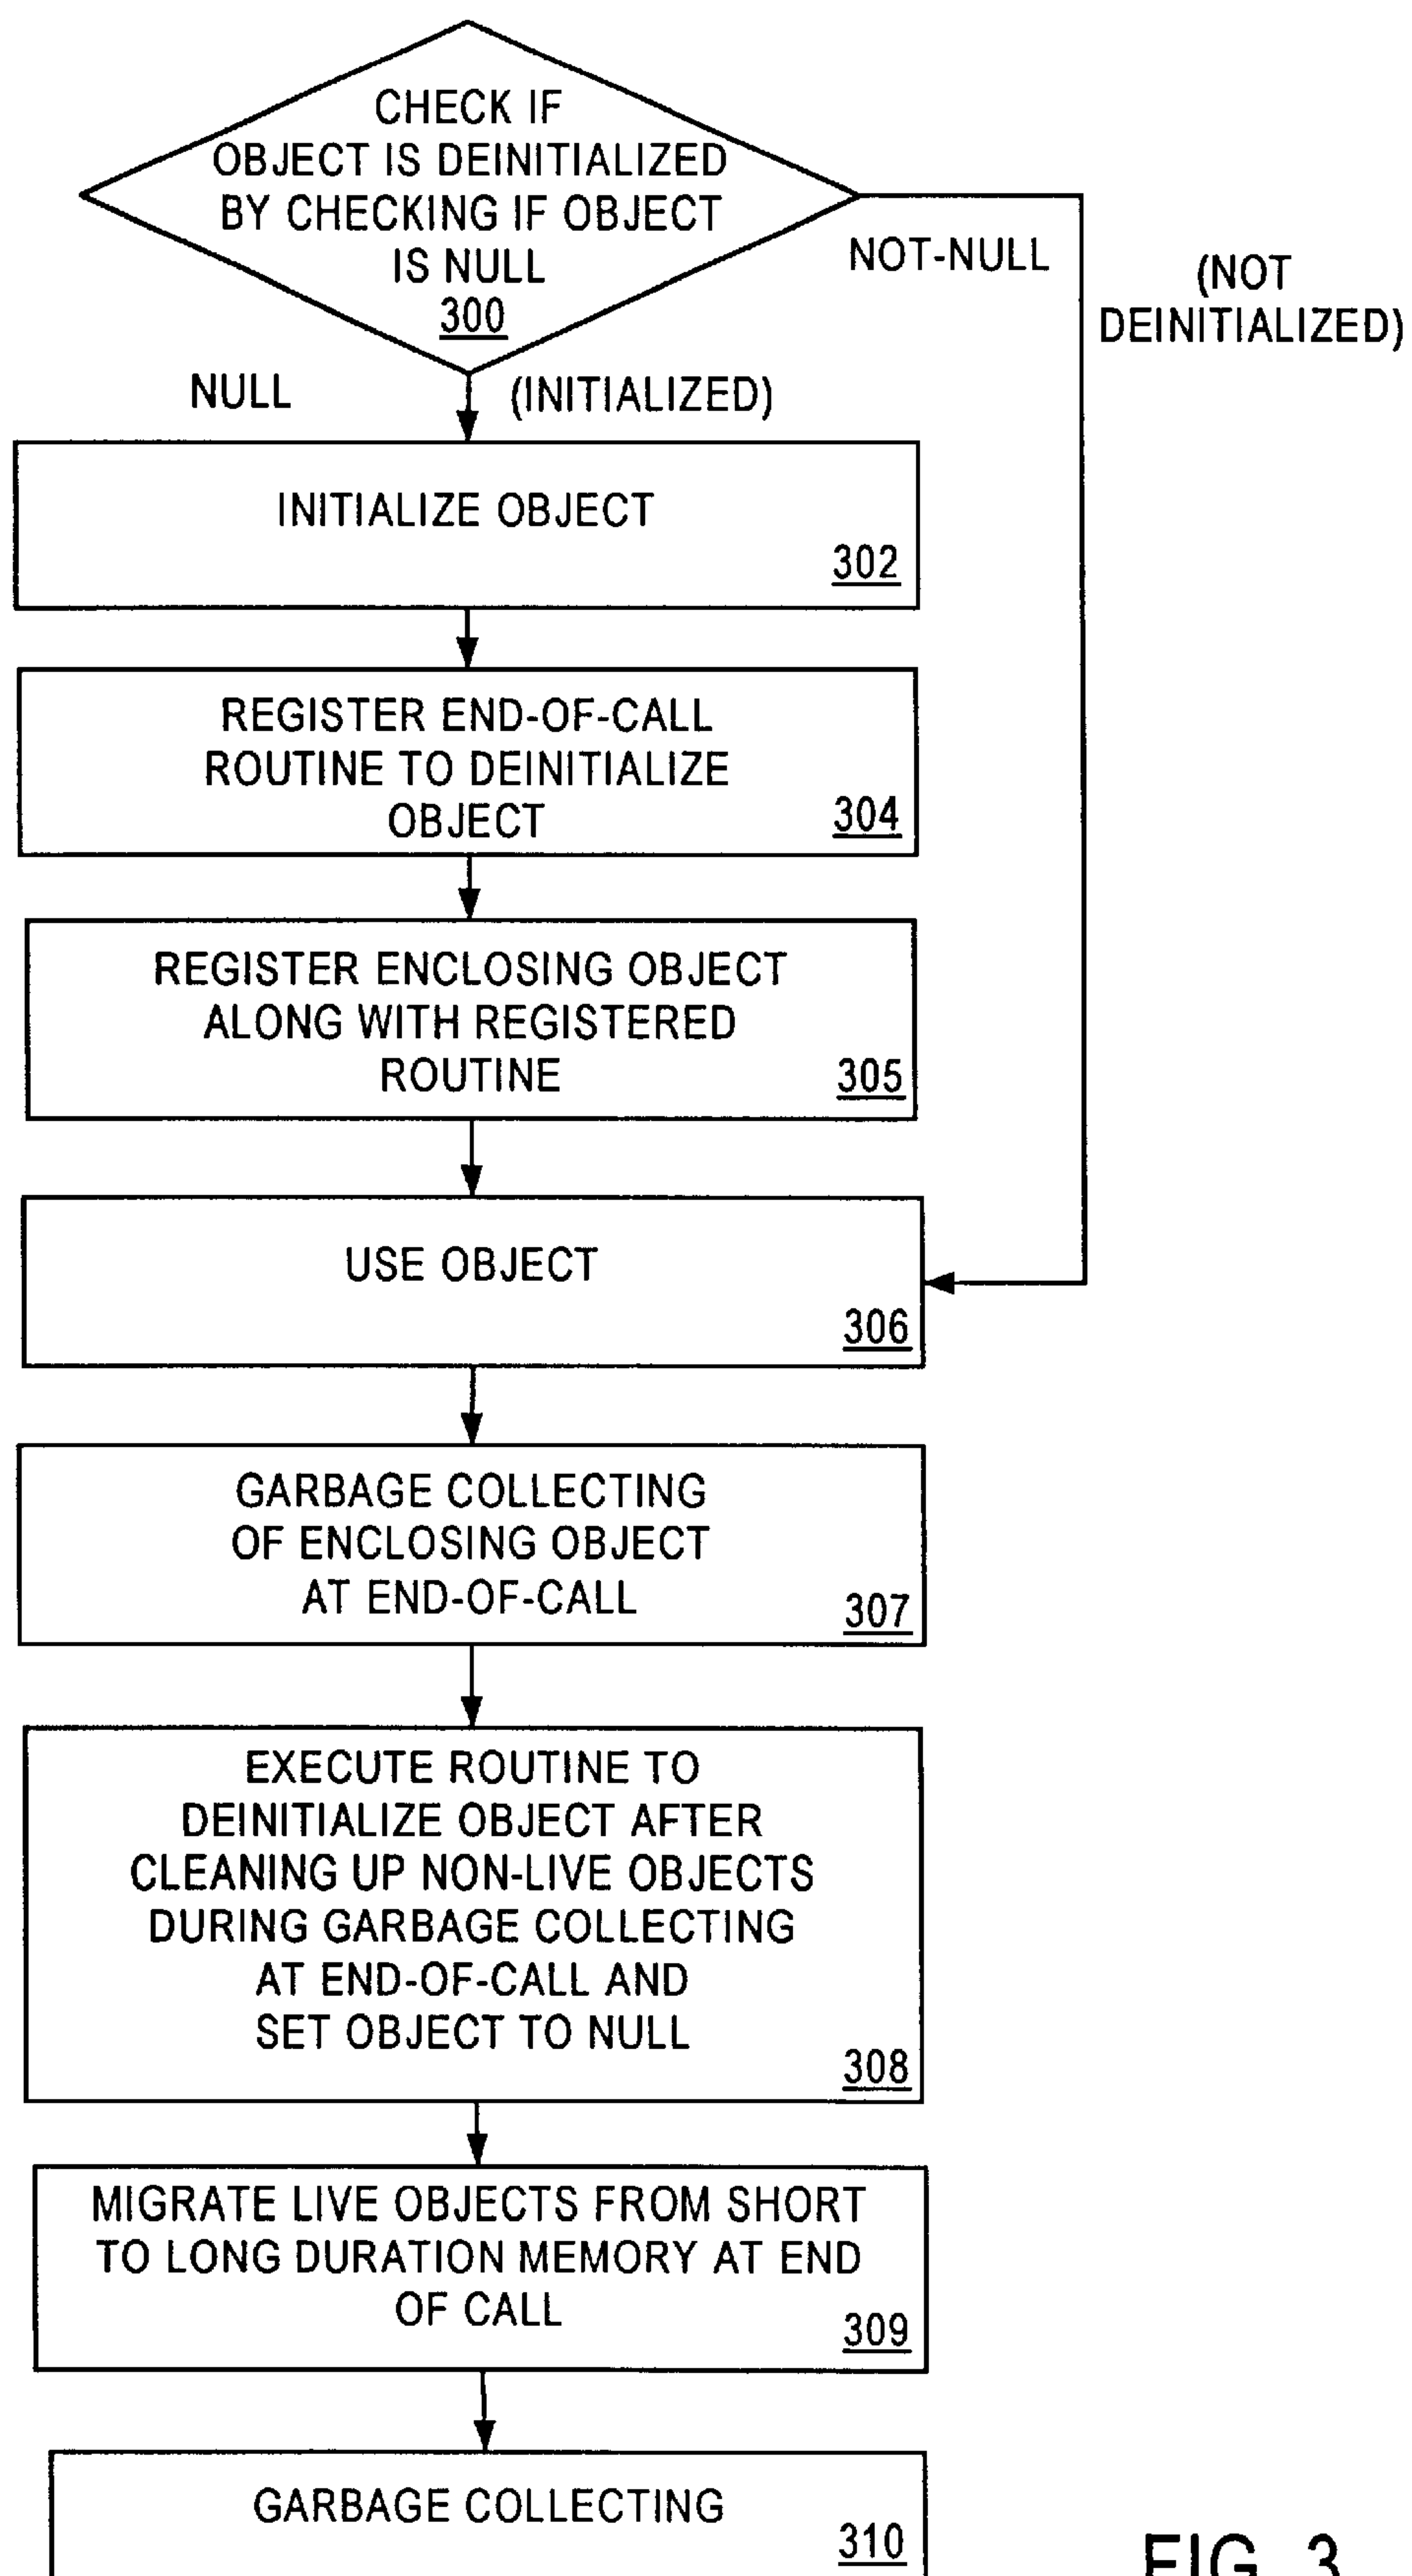 CHECK IF
OBJECT IS DEINITIALIZED
BY CHECKING IF OBJECT
IS NULL
300
NOT-NULL
(NOT
DEINITIALIZED)
NULL
(INITIALIZED)
INITIALIZE OBJECT
302
REGISTER END-OF-CALL
ROUTINE TO DEINITIALIZE
OBJECT
304
REGISTER ENCLOSING OBJECT
ALONG WITH REGISTERED
ROUTINE
305
USE OBJECT
306
GARBAGE COLLECTING
OF ENCLOSING OBJECT
AT END-OF-CALL
307
EXECUTE ROUTINE TO
DEINITIALIZE OBJECT AFTER
CLEANING UP NON-LIVE OBJECTS
DURING GARBAGE COLLECTING
AT END-OF-CALL AND
SET OBJECT TO NULL
308
MIGRATE LIVE OBJECTS FROM SHORT
TO LONG DURATION MEMORY AT END
OF CALL
309
GARBAGE COLLECTING
310
FIG. 3